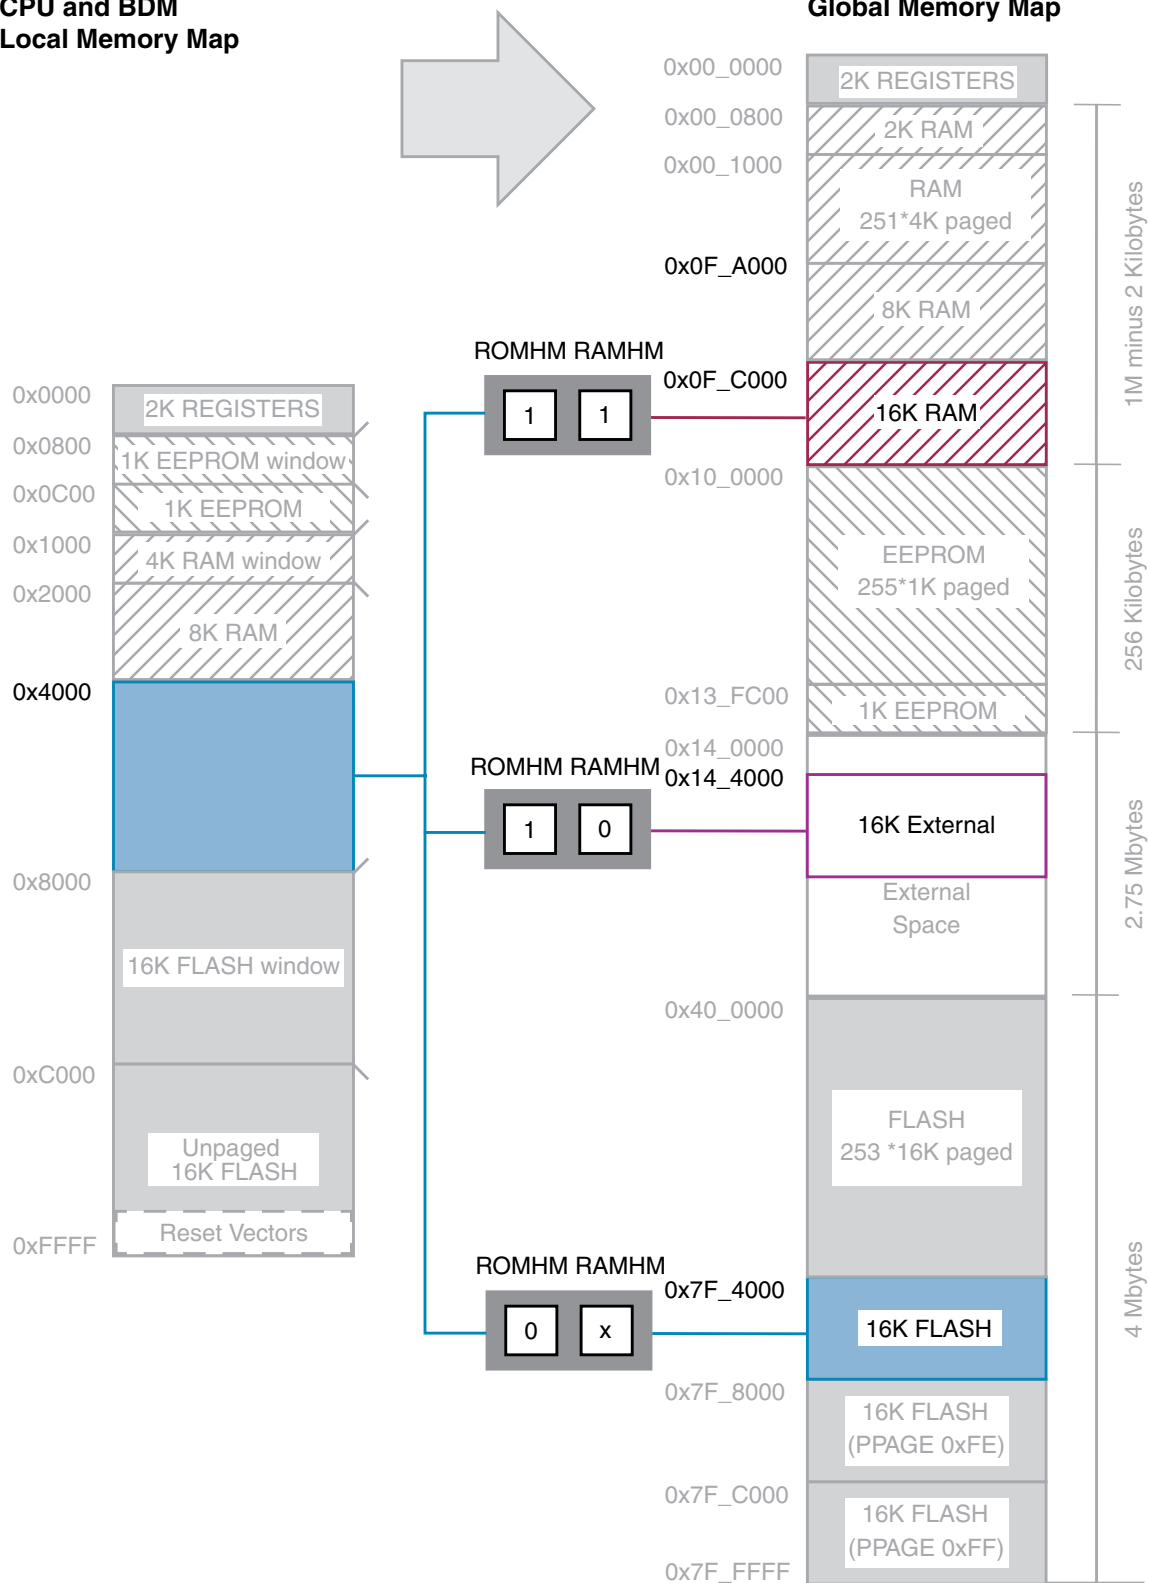 CPU and BDM
Local Memory Map
Global Memory Map
0x0000
2K REGISTERS
0x0800
1K EEPROM window
0x0C00
1K EEPROM
0x1000
4K RAM window
0x2000
8K RAM
0x4000
0x8000
16K FLASH window
0xC000
Unpaged
16K FLASH
Reset Vectors
0xFFFF
ROMHM RAMHM
1 1
ROMHM RAMHM
1 0
ROMHM RAMHM
0 x
0x00_0000
2K REGISTERS
0x00_0800
2K RAM
0x00_1000
RAM
251*4K paged
0x0F_A000
8K RAM
0x0F_C000
16K RAM
0x10_0000
EEPROM
255*1K paged
0x13_FC00
1K EEPROM
0x14_0000
0x14_4000
16K External
External
Space
0x40_0000
FLASH
253 *16K paged
0x7F_4000
16K FLASH
0x7F_8000
16K FLASH
(PPAGE 0xFE)
0x7F_C000
16K FLASH
(PPAGE 0xFF)
0x7F_FFFF
1M minus 2 Kilobytes
256 Kilobytes
2.75 Mbytes
4 Mbytes